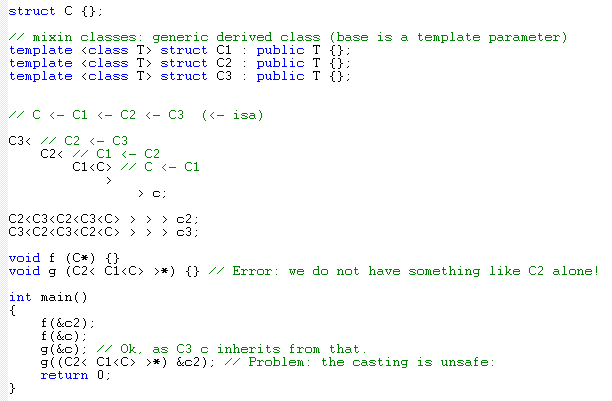 struct C {};
// mixin classes: generic derived class (base is a template parameter)
template <class T> struct C1 : public T {};
template <class T> struct C2 : public T {};
template <class T> struct C3 : public T {};
// C <- C1 <- C2 <- C3  (<- isa)
C3< // C2 <- C3
C2< // C1 <- C2
C1<C> // C <- C1
>
> c;
C2<C3<C2<C3<C> > > > c2;
C3<C2<C3<C2<C> > > > c3;
void f (C*) {}
void g (C2< C1<C> >*) {} // Error: we do not have something like C2 alone!
int main()
{
f(&c2);
f(&c);
g(&c); // Ok, as C3 c inherits from that.
g((C2< C1<C> >*) &c2); // Problem: the casting is unsafe:
return 0;
}